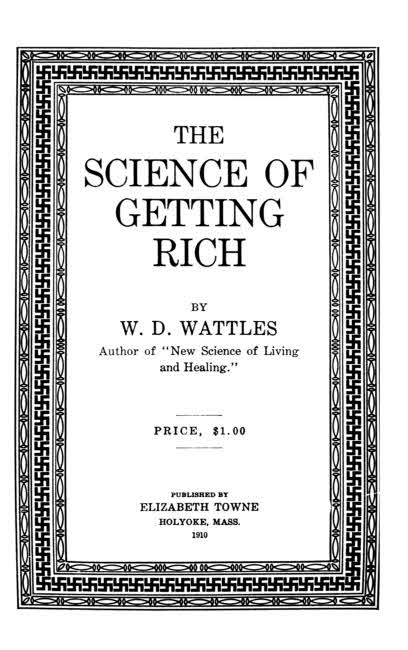 THE
SCIENCE OF
GETTING
RICH
BY
W. D. WATTLES
Author of "New Science of Living
and Healing."
PRICE, $1.00
PUBLISHED BY
ELIZABETH TOWNE
HOLYOKE, MASS.
1910